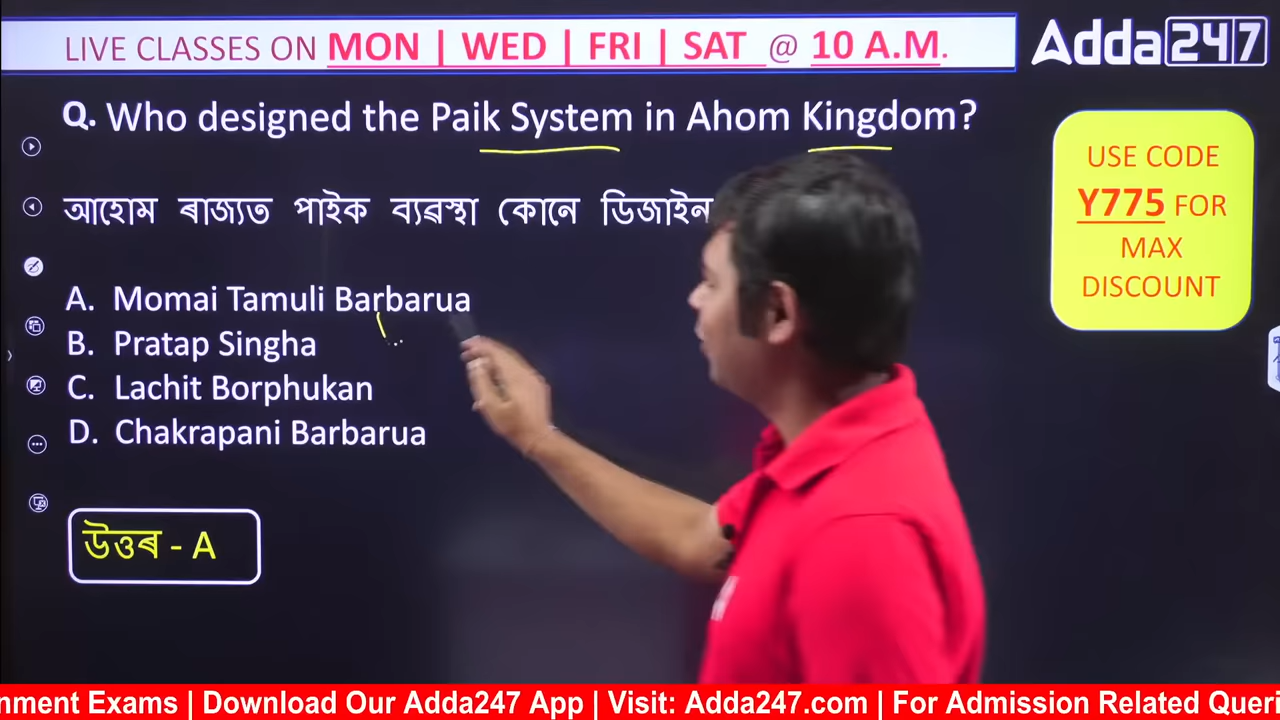 LIVE CLASSES ON MON | WED | FRI | SAT @ 10 A.M.
Adda247
Q. Who designed the Paik System in Ahom Kingdom?
USE CODE
Y775 FOR
MAX
DISCOUNT
আহোম ৰাজ্যত পাইক ব্যৱস্থা কোনে ডিজাইন
A. Momai Tamuli Barbarua
B. Pratap Singha
C. Lachit Borphukan
D. Chakrapani Barbarua
উত্তৰ - A
nment Exams | Download Our Adda247 App | Visit: Adda247.com | For Admission Related Queri